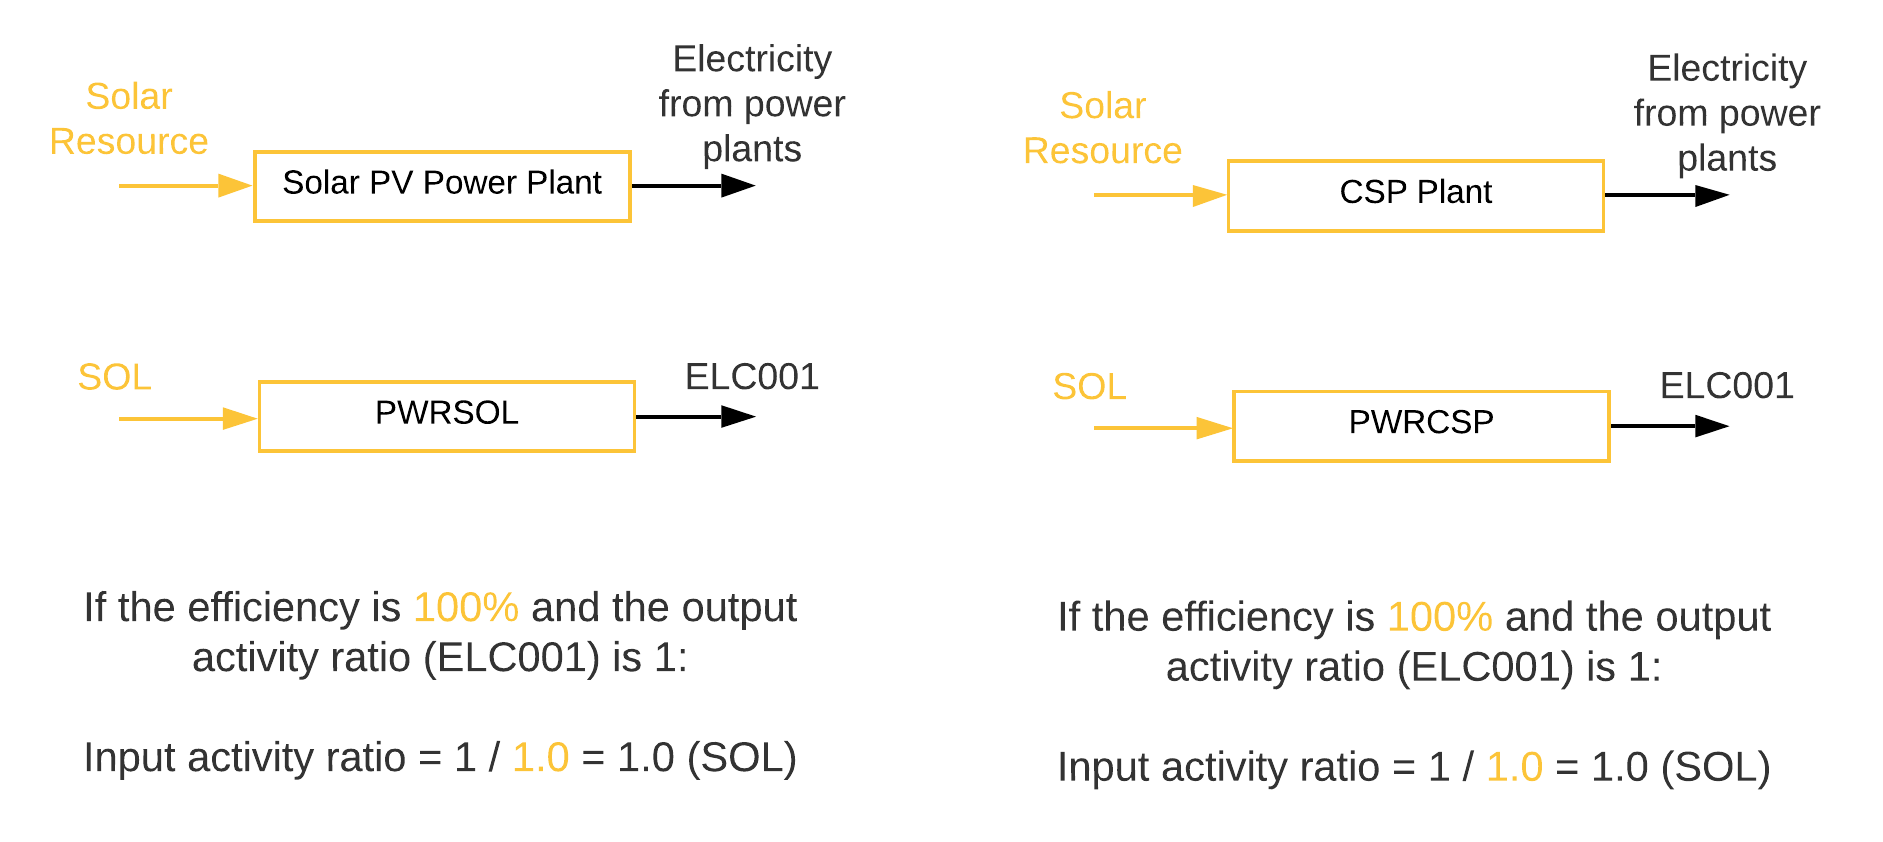 Solar
Resource
Solar PV Power Plant
Electricity
from power
plants
SOL
PWRSOL
ELC001
If the efficiency is 100% and the output
activity ratio (ELC001) is 1:
Input activity ratio = 1 / 1.0 = 1.0 (SOL)
Solar
Resource
CSP Plant
Electricity
from power
plants
SOL
PWRCSP
ELC001
If the efficiency is 100% and the output
activity ratio (ELC001) is 1:
Input activity ratio = 1 / 1.0 = 1.0 (SOL)